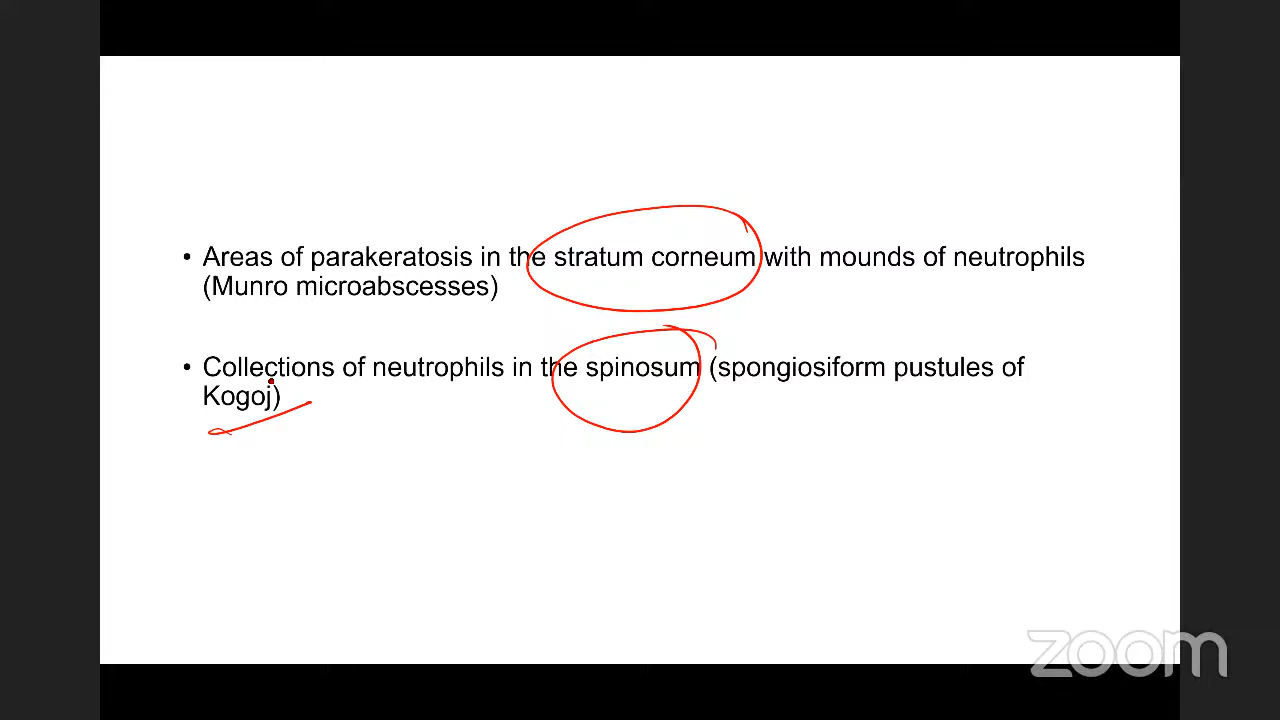 • Areas of parakeratosis in the stratum corneum with mounds of neutrophils
(Munro microabscesses)
• Collections of neutrophils in the spinosum (spongiosiform pustules of
Kogoj)
zoom